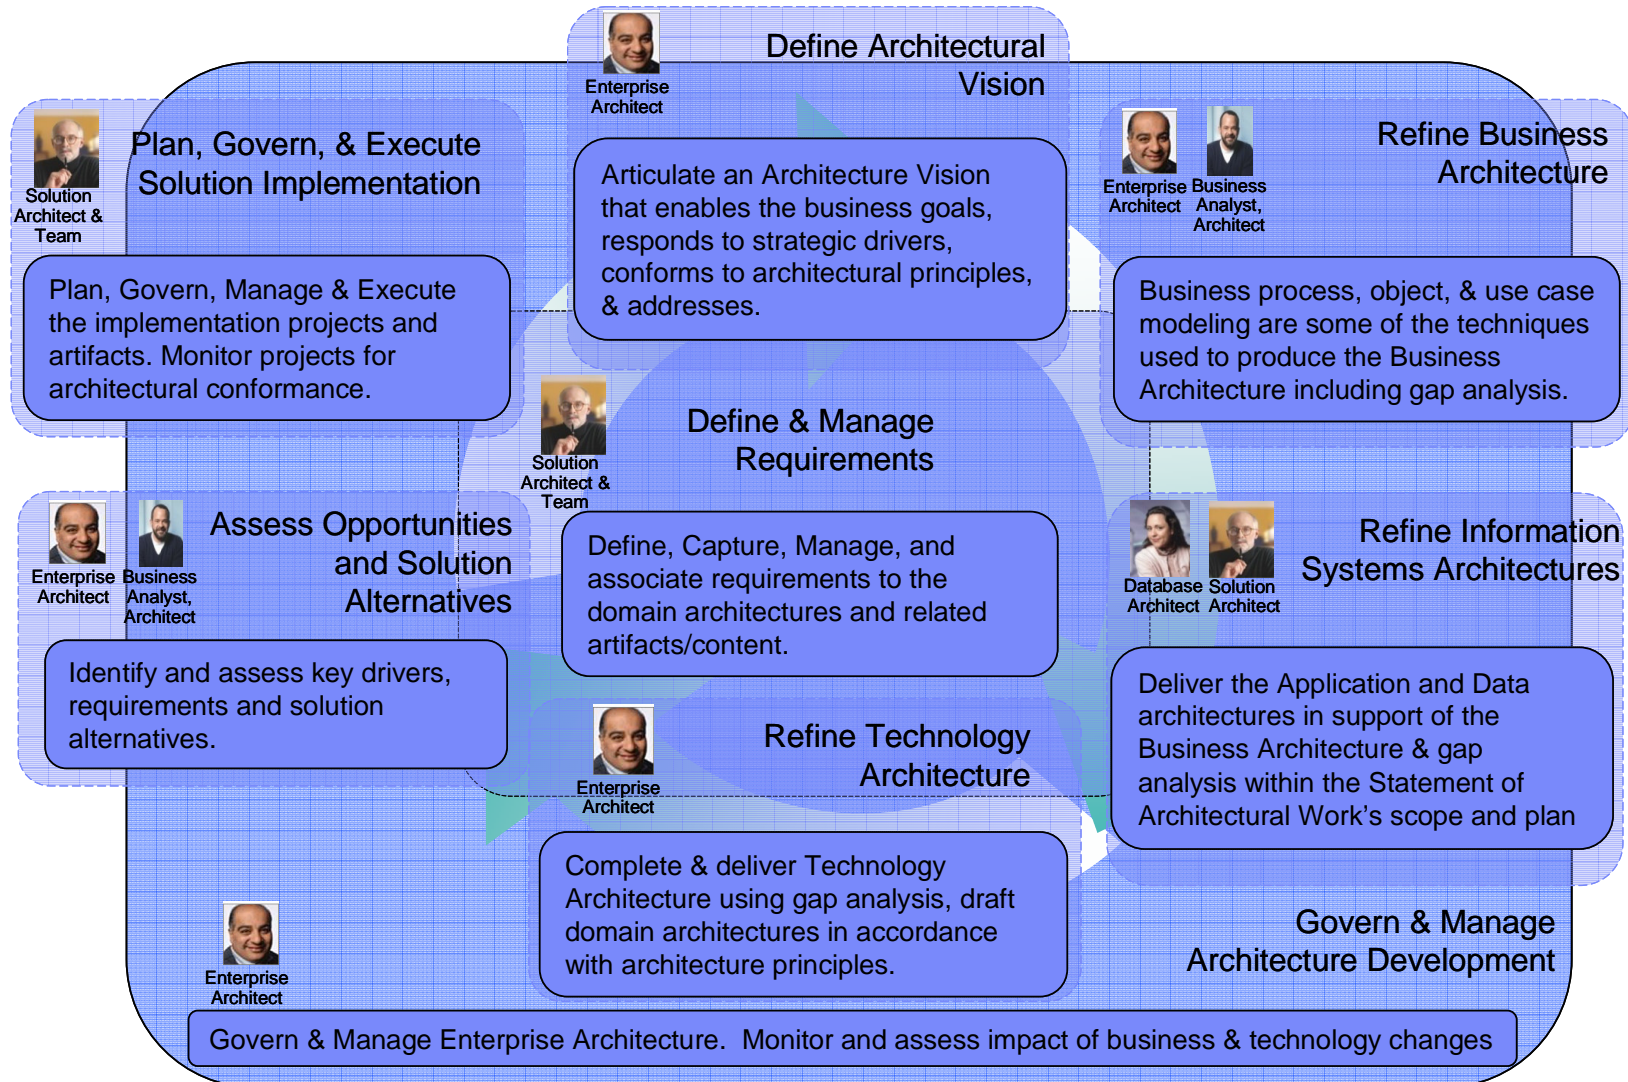 Define Architectural
Vision
Enterprise
Architect
Articulate an Architecture Vision
that enables the business goals,
responds to strategic drivers,
conforms to architectural principles,
& addresses.
Plan, Govern, & Execute
Solution Implementation
Solution
Architect &
Team
Plan, Govern, Manage & Execute
the implementation projects and
artifacts. Monitor projects for
architectural conformance.
Refine Business
Architecture
Enterprise
Architect
Business
Analyst,
Architect
Business process, object, & use case
modeling are some of the techniques
used to produce the Business
Architecture including gap analysis.
Define & Manage
Requirements
Solution
Architect &
Team
Define, Capture, Manage, and
associate requirements to the
domain architectures and related
artifacts/content.
Assess Opportunities
and Solution
Alternatives
Enterprise
Architect
Business
Analyst,
Architect
Identify and assess key drivers,
requirements and solution
alternatives.
Refine Information
Systems Architectures
Database
Architect
Solution
Architect
Deliver the Application and Data
architectures in support of the
Business Architecture & gap
analysis within the Statement of
Architectural Work’s scope and plan
Refine Technology
Architecture
Enterprise
Architect
Complete & deliver Technology
Architecture using gap analysis, draft
domain architectures in accordance
with architecture principles.
Govern & Manage
Architecture Development
Enterprise
Architect
Govern & Manage Enterprise Architecture.  Monitor and assess impact of business & technology changes